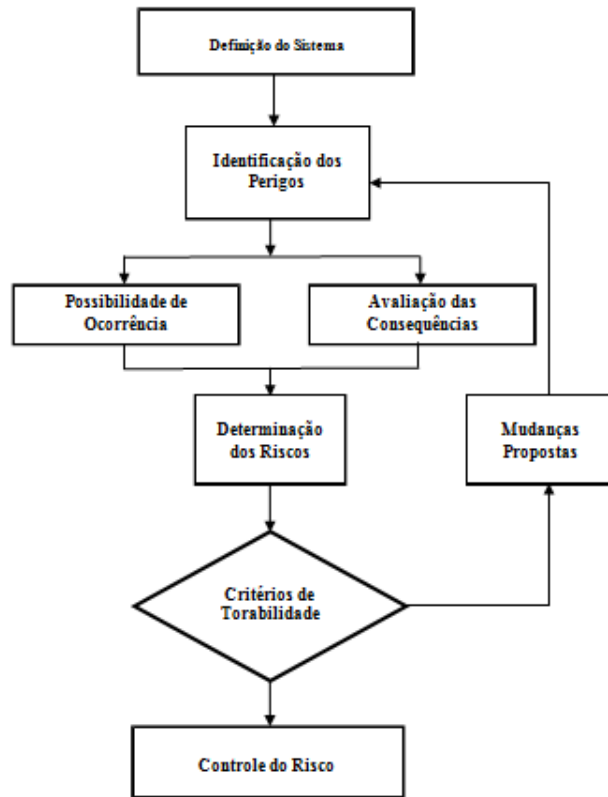 Definição do Sistema
Identificação dos
Perigos
Possibilidade de
Ocorrência
Avaliação das
Consequências
Determinação
dos Riscos
Mudanças
Propostas
Critérios de
Torabilidade
Controle do Risco